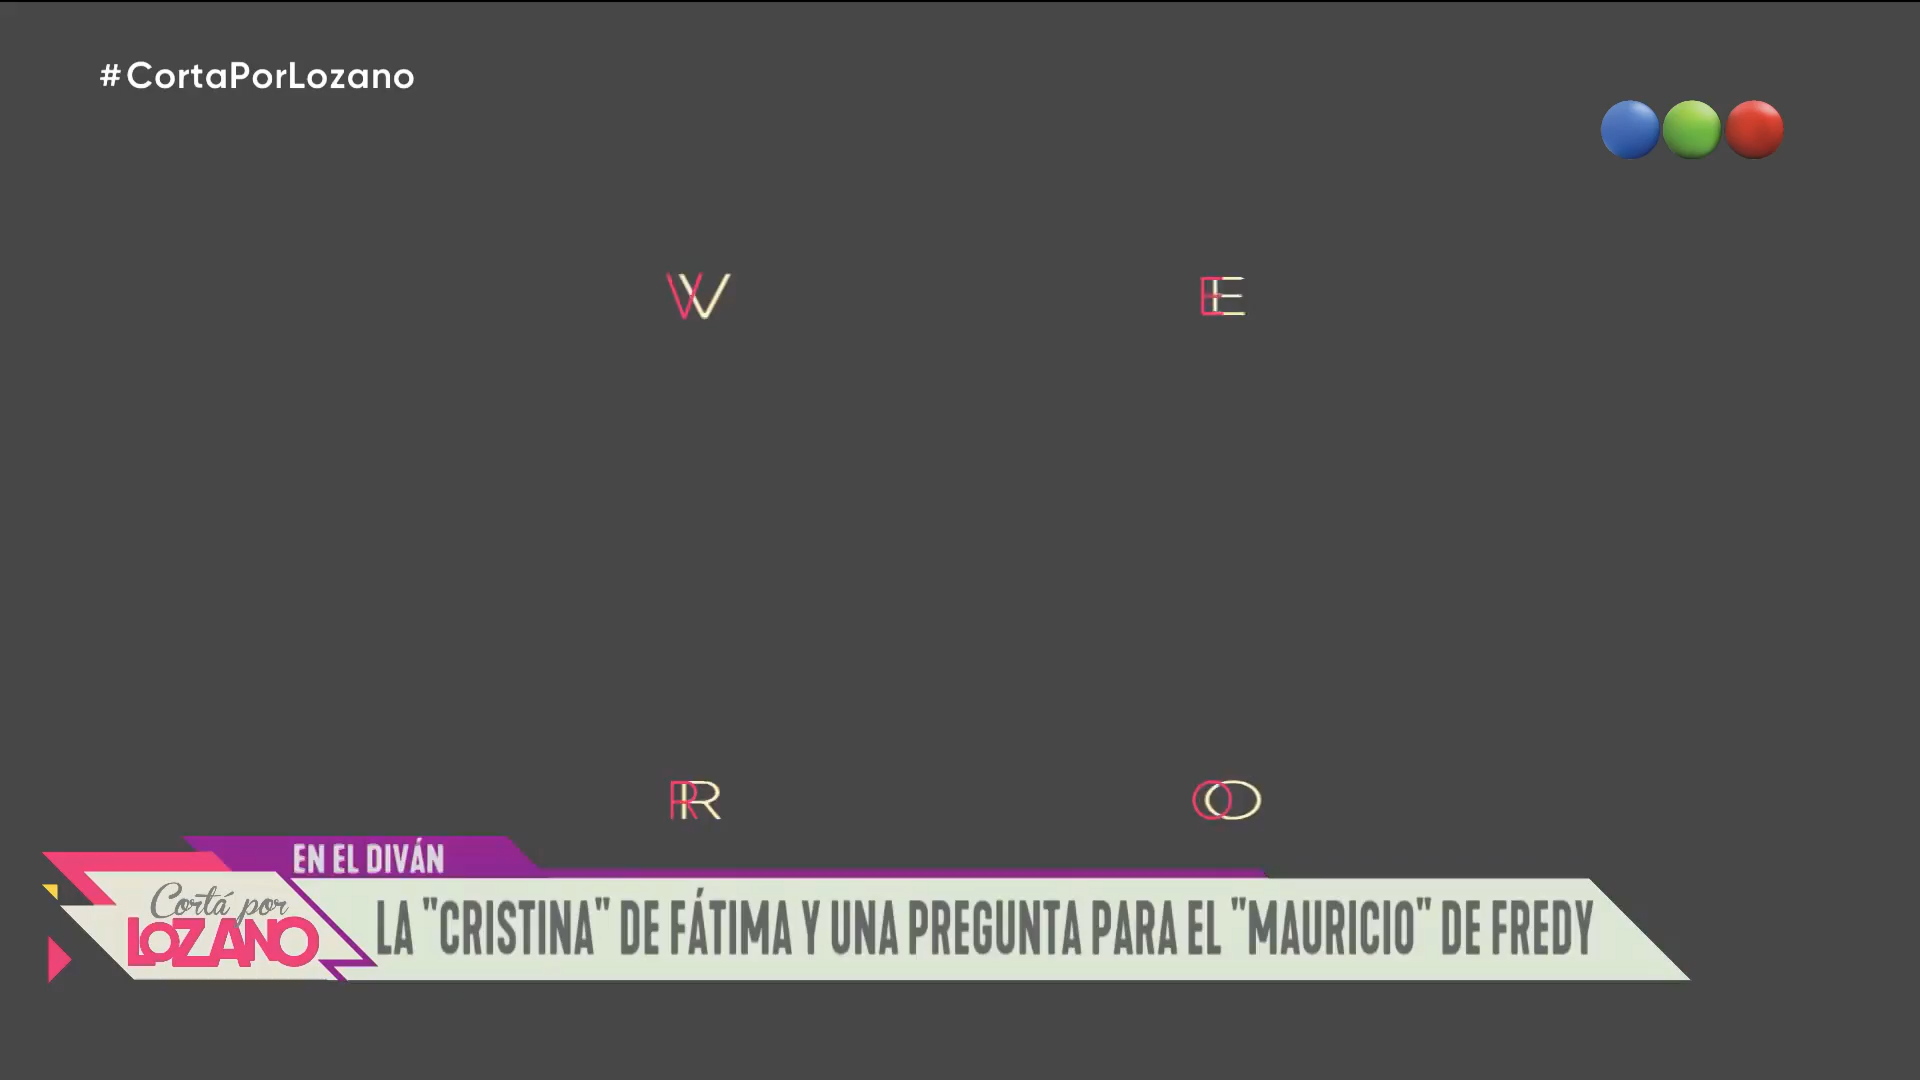 #CortaPorLozano
V E
R O
EN EL DIVÁN
Cortá por
LOZANO
LA "CRISTINA" DE FÁTIMA Y UNA PREGUNTA PARA EL "MAURICIO" DE FREDY